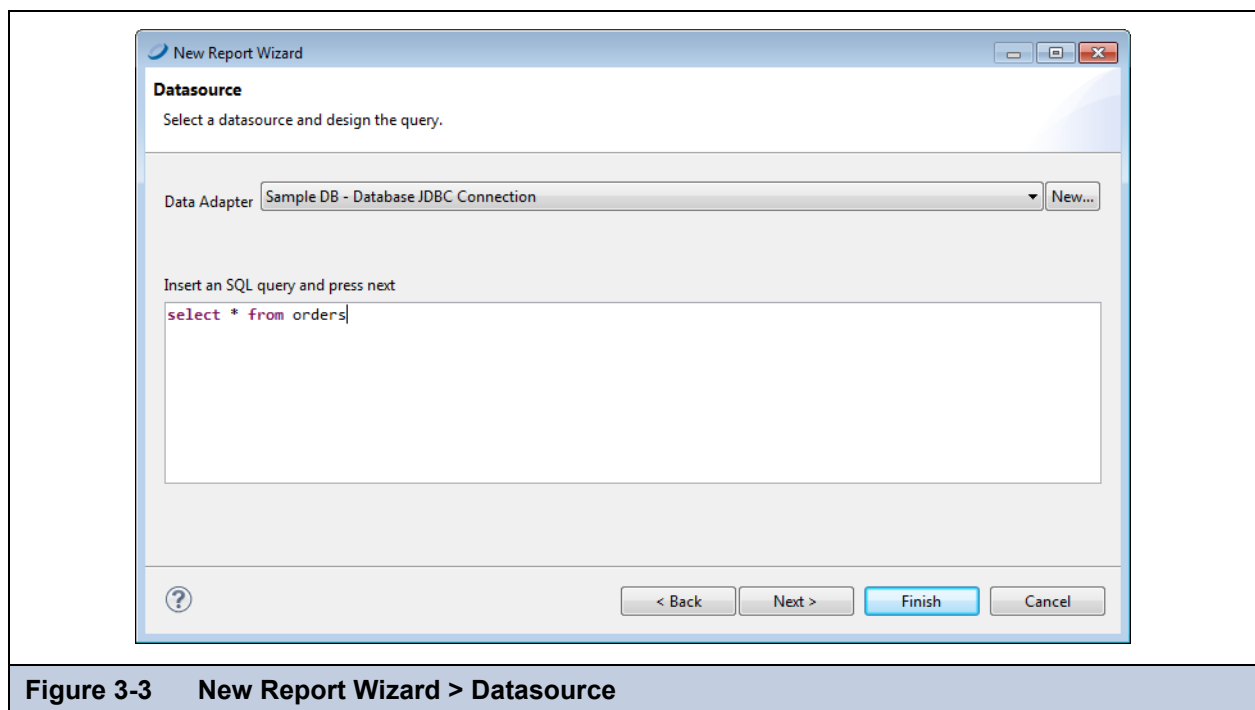 New Report Wizard
Datasource
Select a datasource and design the query.
Data Adapter Sample DB - Database JDBC Connection New...
Insert an SQL query and press next
select * from orders
? < Back Next > Finish Cancel
Figure 3-3 New Report Wizard > Datasource